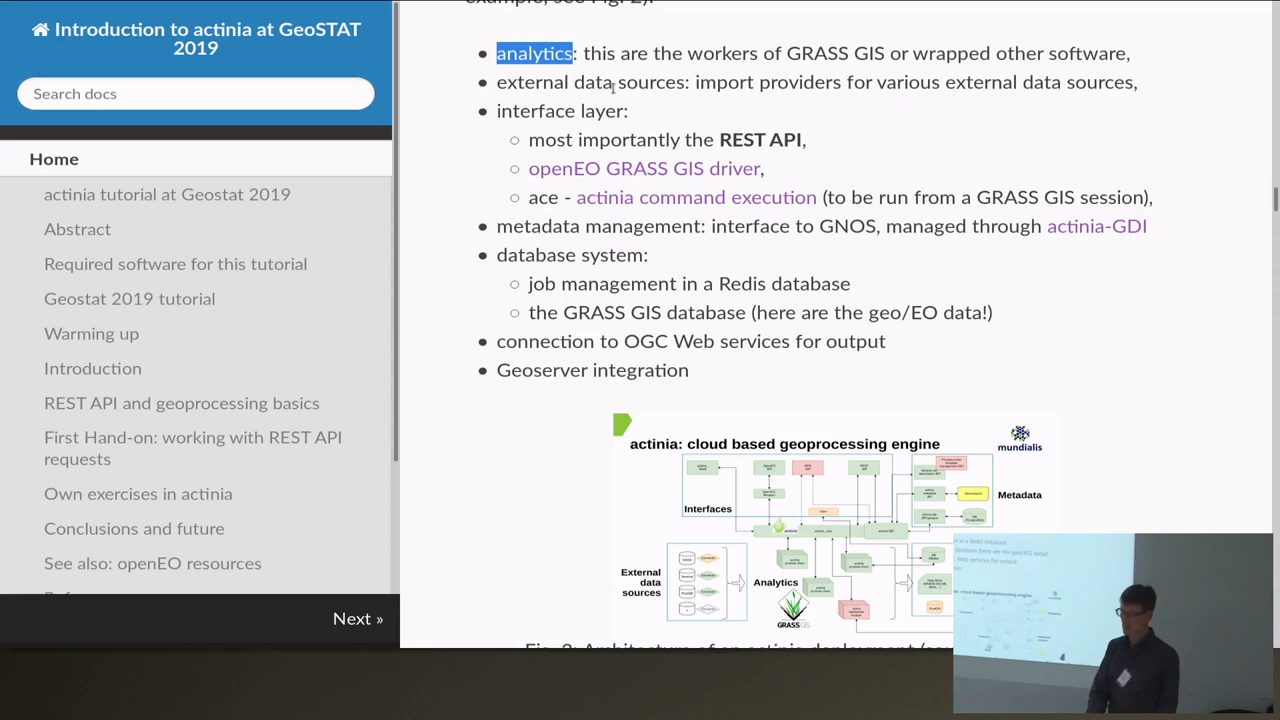 Introduction to actinia at GeoSTAT
2019
Search docs
Home
actinia tutorial at Geostat 2019
Abstract
Required software for this tutorial
Geostat 2019 tutorial
Warming up
Introduction
REST API and geoprocessing basics
First Hand-on: working with REST API
requests
Own exercises in actinia
Conclusions and future
See also: openEO resources
Next »
analytics: this are the workers of GRASS GIS or wrapped other software,
external data sources: import providers for various external data sources,
interface layer:
most importantly the REST API,
openEO GRASS GIS driver,
ace - actinia command execution (to be run from a GRASS GIS session),
metadata management: interface to GNOS, managed through actinia-GDI
database system:
job management in a Redis database
the GRASS GIS database (here are the geo/EO data!)
connection to OGC Web services for output
Geoserver integration
actinia: cloud based geoprocessing engine
mundialis
Interfaces
Metadata
External
data
sources
Analytics
GRASS GIS